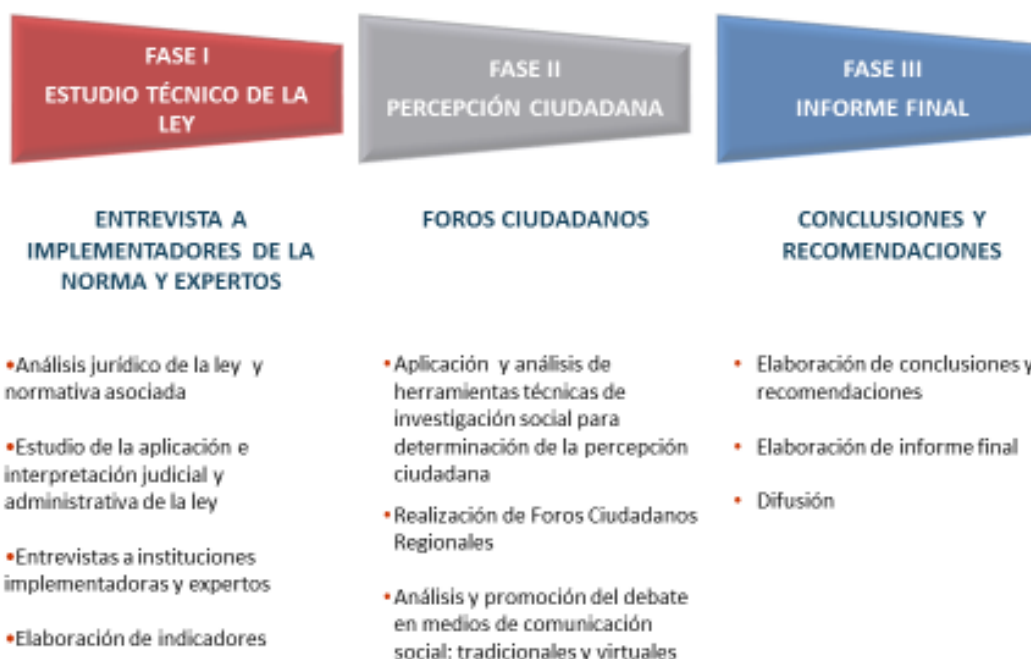 FASE I
ESTUDIO TÉCNICO DE LA
LEY
FASE II
PERCEPCIÓN CIUDADANA
FASE III
INFORME FINAL
ENTREVISTA A
IMPLEMENTADORES DE LA
NORMA Y EXPERTOS
FOROS CIUDADANOS
CONCLUSIONES Y
RECOMENDACIONES
•Análisis jurídico de la ley y
normativa asociada
•Estudio de la aplicación e
interpretación judicial y
administrativa de la ley
•Entrevistas a instituciones
implementadoras y expertos
•Elaboración de indicadores
•Aplicación y análisis de
herramientas técnicas de
investigación social para
determinación de la percepción
ciudadana
•Realización de Foros Ciudadanos
Regionales
•Análisis y promoción del debate
en medios de comunicación
social: tradicionales y virtuales
• Elaboración de conclusiones y
recomendaciones
• Elaboración de informe final
• Difusión